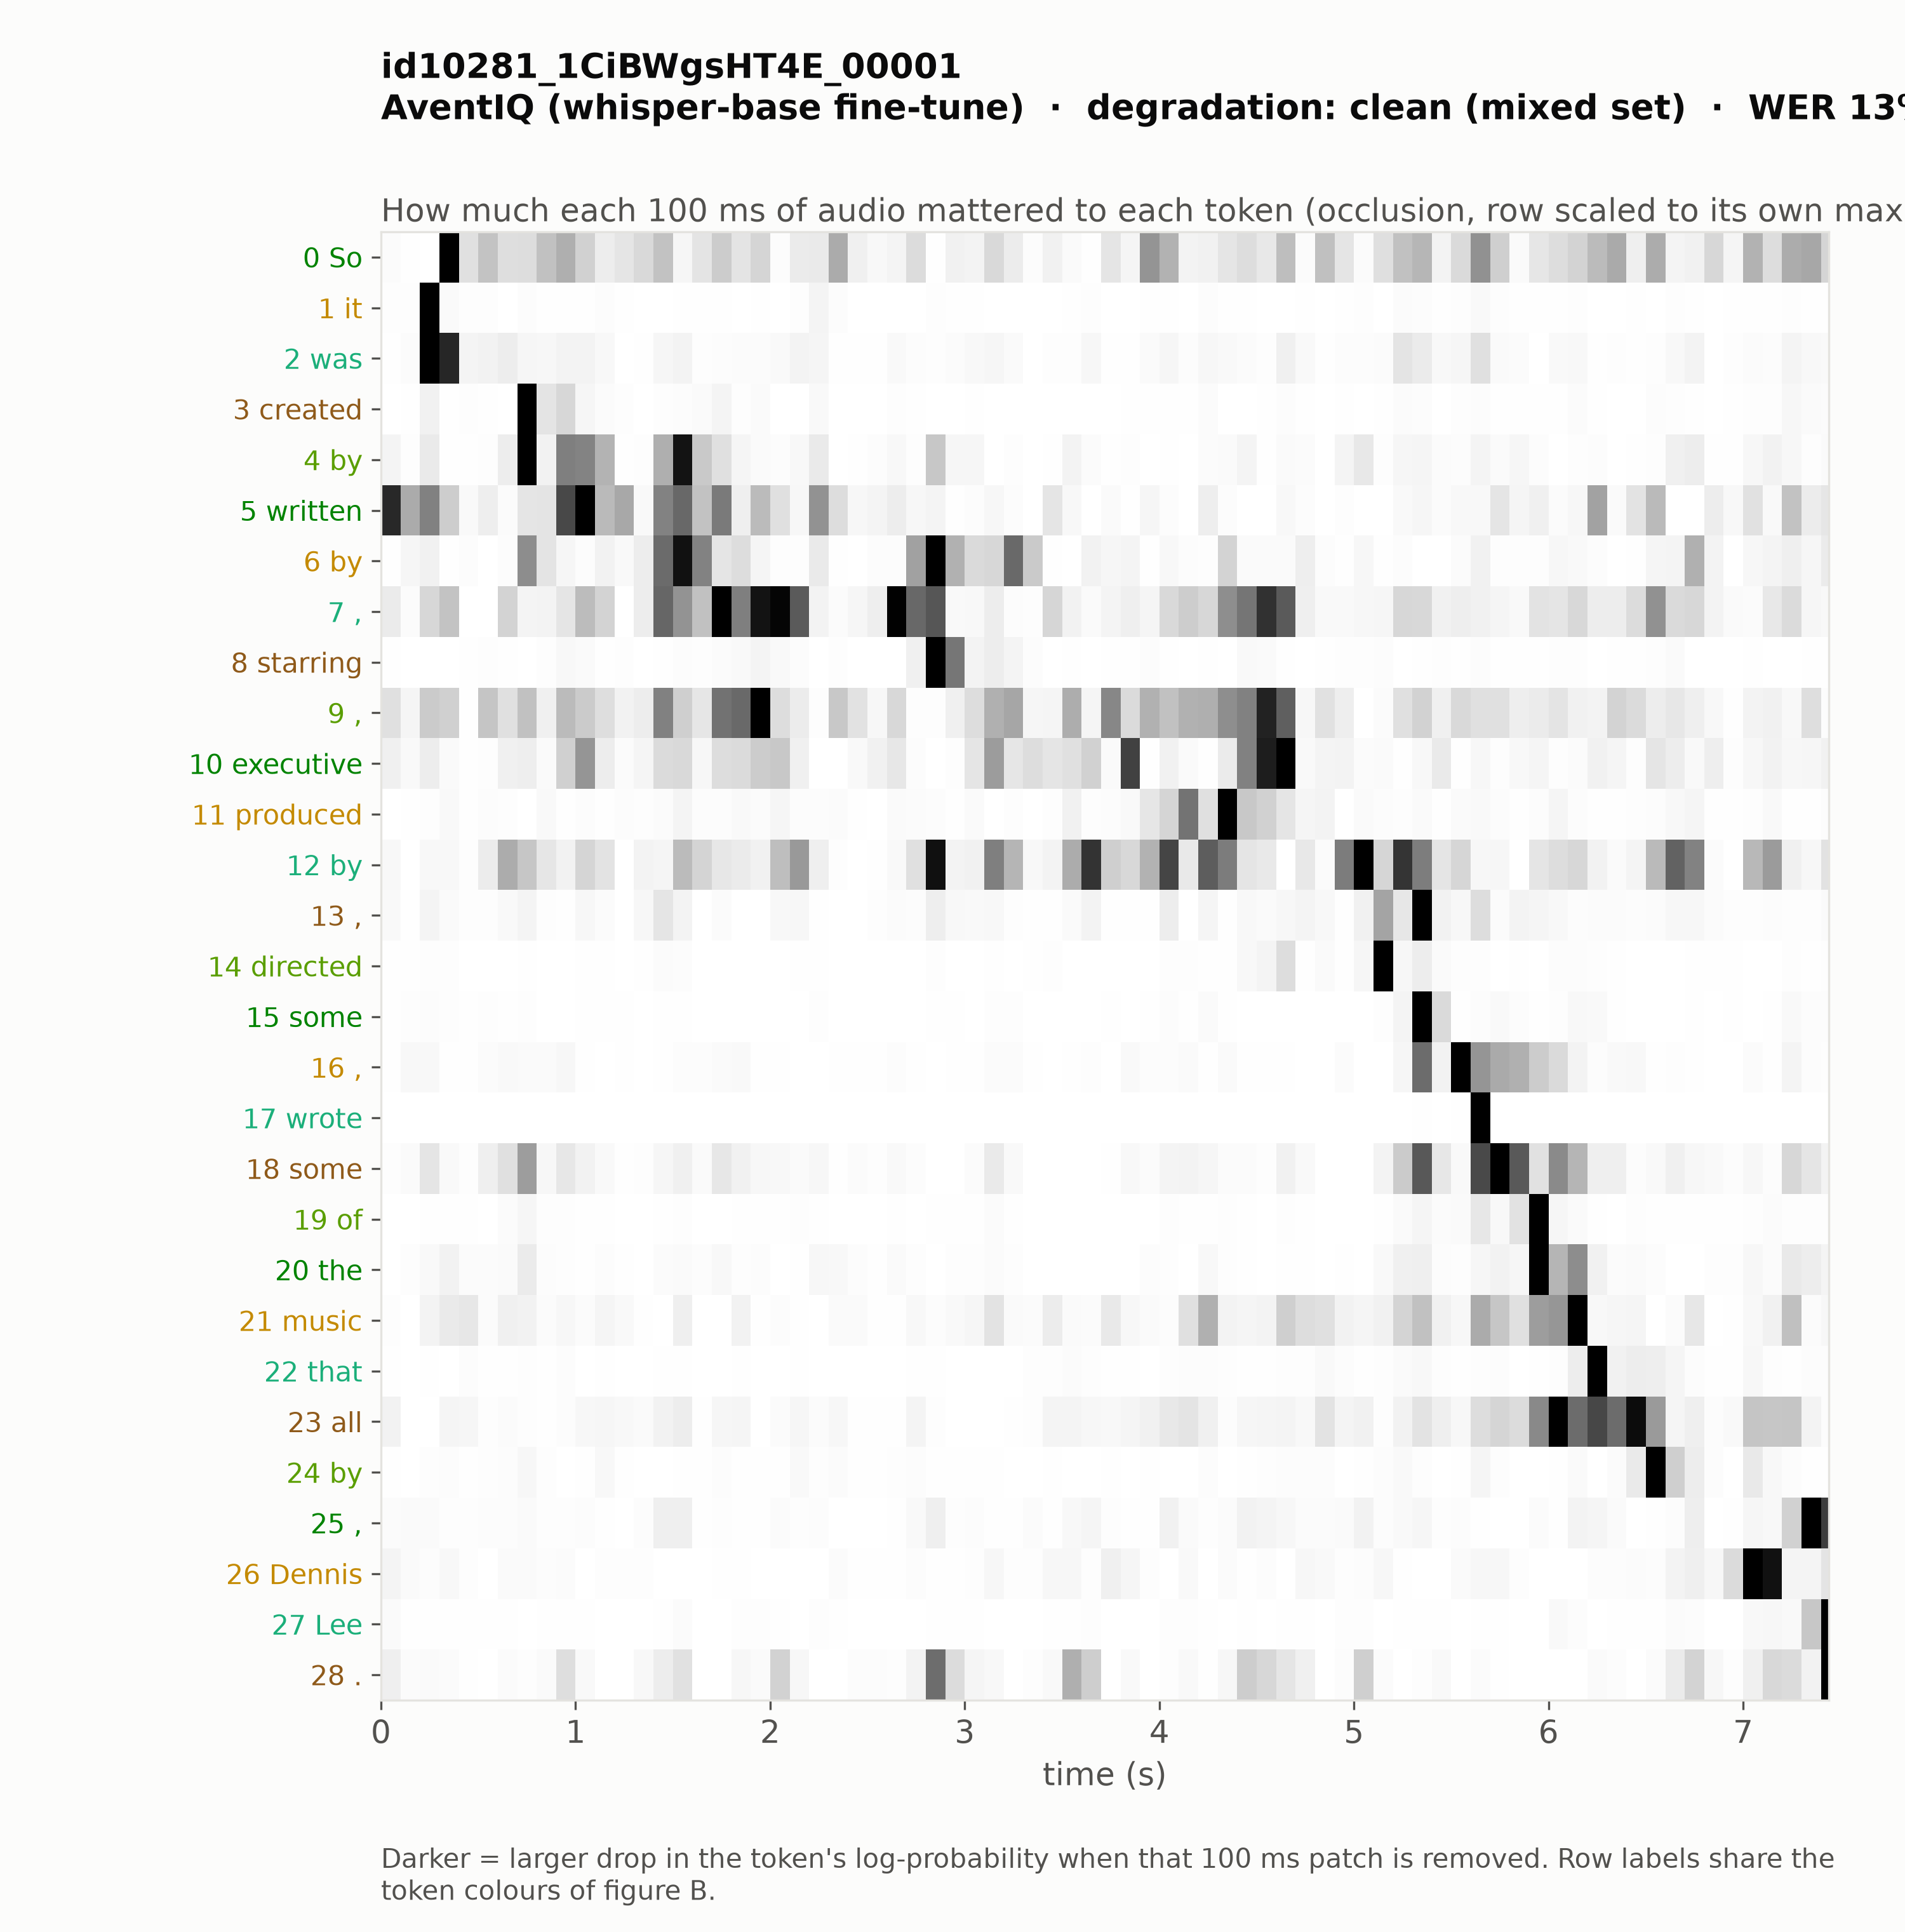 id10281_1CiBWgsHT4E_00001
AventIQ (whisper-base fine-tune) · degradation: clean (mixed set) · WER 13%
How much each 100 ms of audio mattered to each token (occlusion, row scaled to its own max
0 So
1 it
2 was
3 created
4 by
5 written
6 by
7 ,
8 starring
9 ,
10 executive
11 produced
12 by
13 ,
14 directed
15 some
16 ,
17 wrote
18 some
19 of
20 the
21 music
22 that
23 all
24 by
25 ,
26 Dennis
27 Lee
28 .
0 1 2 3 4 5 6 7
time (s)
Darker = larger drop in the token's log-probability when that 100 ms patch is removed. Row labels share the
token colours of figure B.